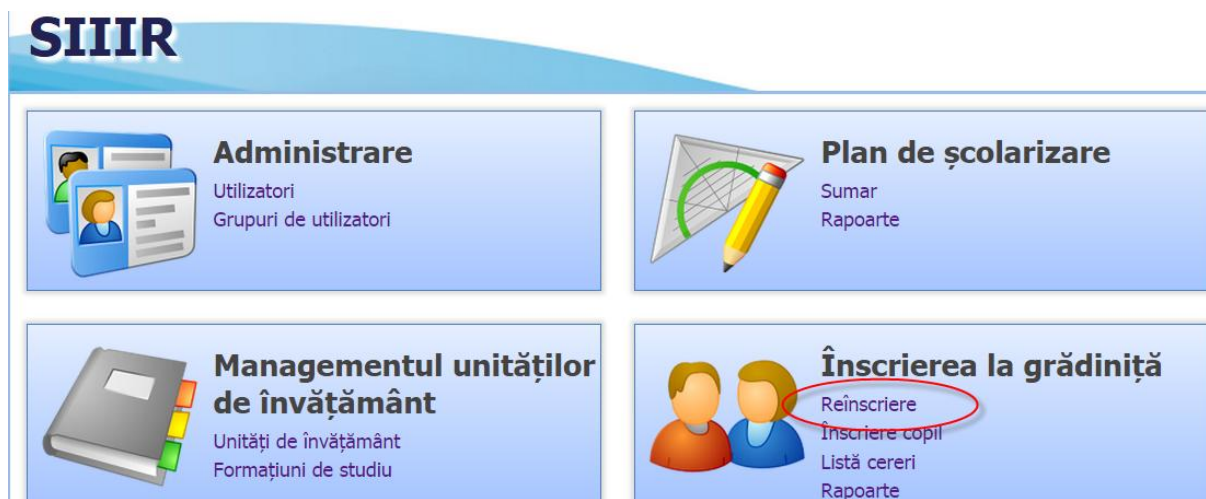 SIIIR
Administrare
Utilizatori
Grupuri de utilizatori
Plan de școlarizare
Sumar
Rapoarte
Managementul unităților
de învățământ
Unități de învățământ
Formațiuni de studiu
Înscrierea la grădiniță
Reînscriere
Înscriere copil
Listă cereri
Rapoarte